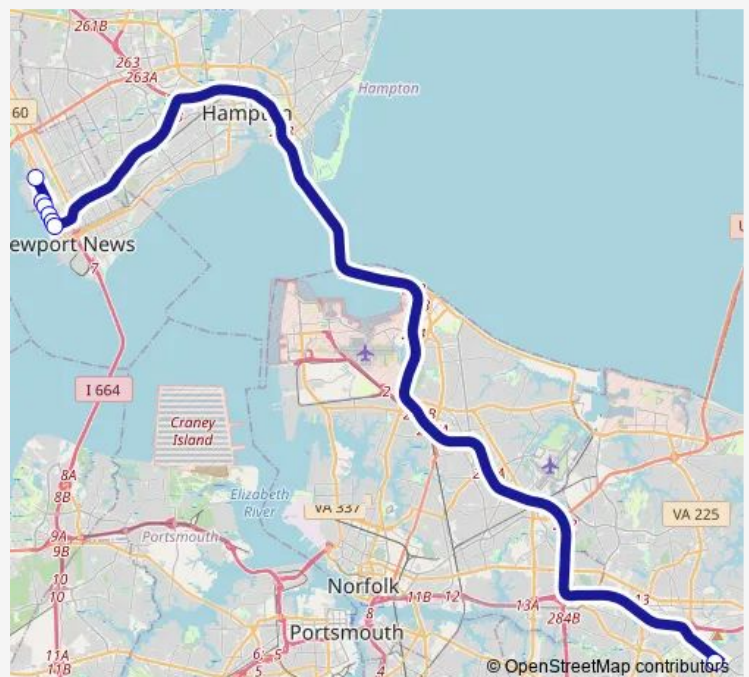 261B
263
263A
60
Hampton
Hampton
ewport News
7
I 664
Craney
Island
8A
8B
Elizabeth
River
VA 337
VA 225
9A
9B
Portsmouth
10
10
Norfolk
11B
12
13A
13
284B
8
Portsmouth
11A
11B
6
5
5
4
© OpenStreetMap contributors